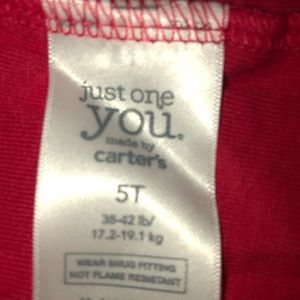 just one
you.
made by
carter's
5T
38-42 lb/
17.2-19.1 kg
WEAR SNUG FITTING
NOT FLAME RESISTANT